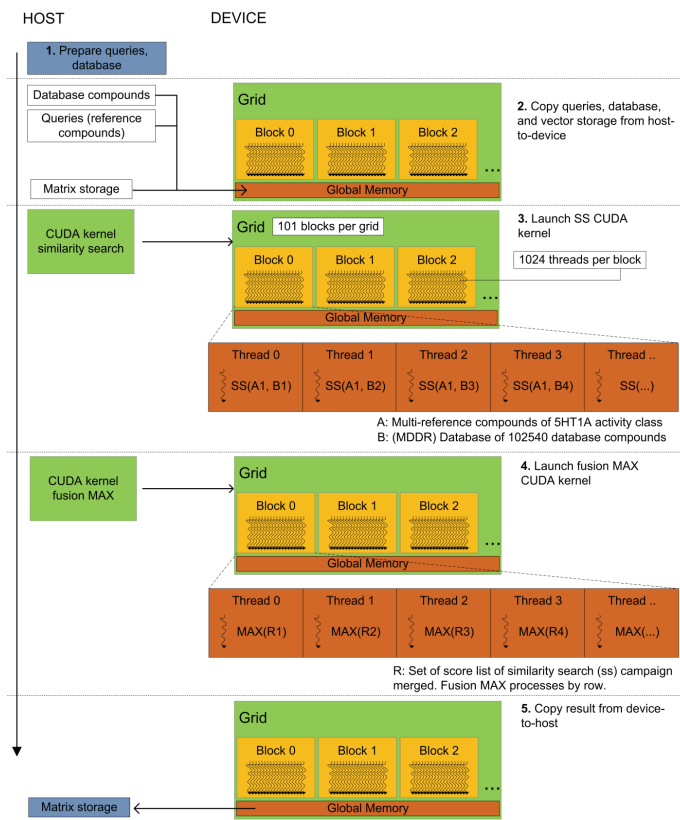 HOST
DEVICE
1. Prepare queries,
database
Database compounds
Queries (reference
compounds)
Matrix storage
Grid
Block 0
Block 1
Block 2
...
Global Memory
2. Copy queries, database,
and vector storage from host-
to-device
CUDA kernel
similarity search
Grid
101 blocks per grid
Block 0
Block 1
Block 2
...
Global Memory
3. Launch SS CUDA
kernel
1024 threads per block
Thread 0
Thread 1
Thread 2
Thread 3
Thread ..
SS(A1, B1)
SS(A1, B2)
SS(A1, B3)
SS(A1, B4)
SS(...)
A: Multi-reference compounds of 5HT1A activity class
B: (MDDR) Database of 102540 database compounds
CUDA kernel
fusion MAX
Grid
Block 0
Block 1
Block 2
...
Global Memory
4. Launch fusion MAX
CUDA kernel
Thread 0
Thread 1
Thread 2
Thread 3
Thread ..
MAX(R1)
MAX(R2)
MAX(R3)
MAX(R4)
MAX(...)
R: Set of score list of similarity search (ss) campaign
merged. Fusion MAX processes by row.
Grid
Block 0
Block 1
Block 2
...
Global Memory
5. Copy result from device-
to-host
Matrix storage